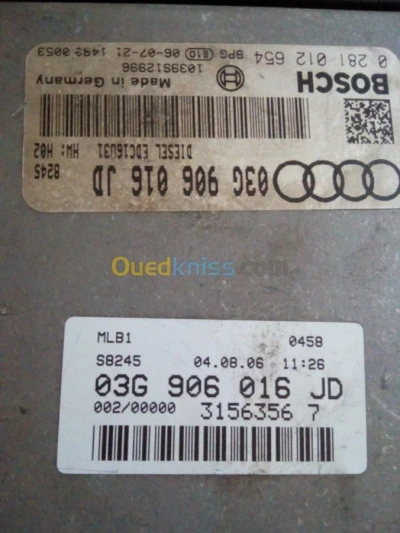 0 281 012 654 BPG 810 06-07-21 1493 0053
1039S12996
BOSCH Made in Germany
DIESEL EDC16U31 HW: H02
03G 906 016 JD 8245
Ouedkniss.com
MLB1 0458
S8245 04.08.06 11:26
03G 906 016 JD
002/00000 3156356 7